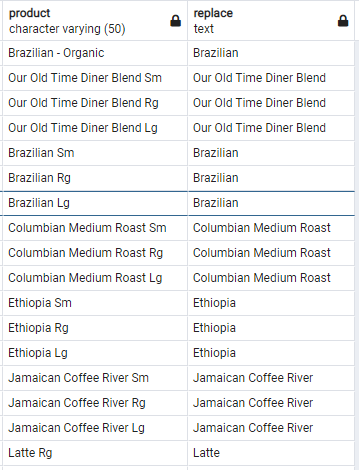 product replace
character varying (50) text
Brazilian - Organic Brazilian
Our Old Time Diner Blend Sm Our Old Time Diner Blend
Our Old Time Diner Blend Rg Our Old Time Diner Blend
Our Old Time Diner Blend Lg Our Old Time Diner Blend
Brazilian Sm Brazilian
Brazilian Rg Brazilian
Brazilian Lg Brazilian
Columbian Medium Roast Sm Columbian Medium Roast
Columbian Medium Roast Rg Columbian Medium Roast
Columbian Medium Roast Lg Columbian Medium Roast
Ethiopia Sm Ethiopia
Ethiopia Rg Ethiopia
Ethiopia Lg Ethiopia
Jamaican Coffee River Sm Jamaican Coffee River
Jamaican Coffee River Rg Jamaican Coffee River
Jamaican Coffee River Lg Jamaican Coffee River
Latte Rg Latte